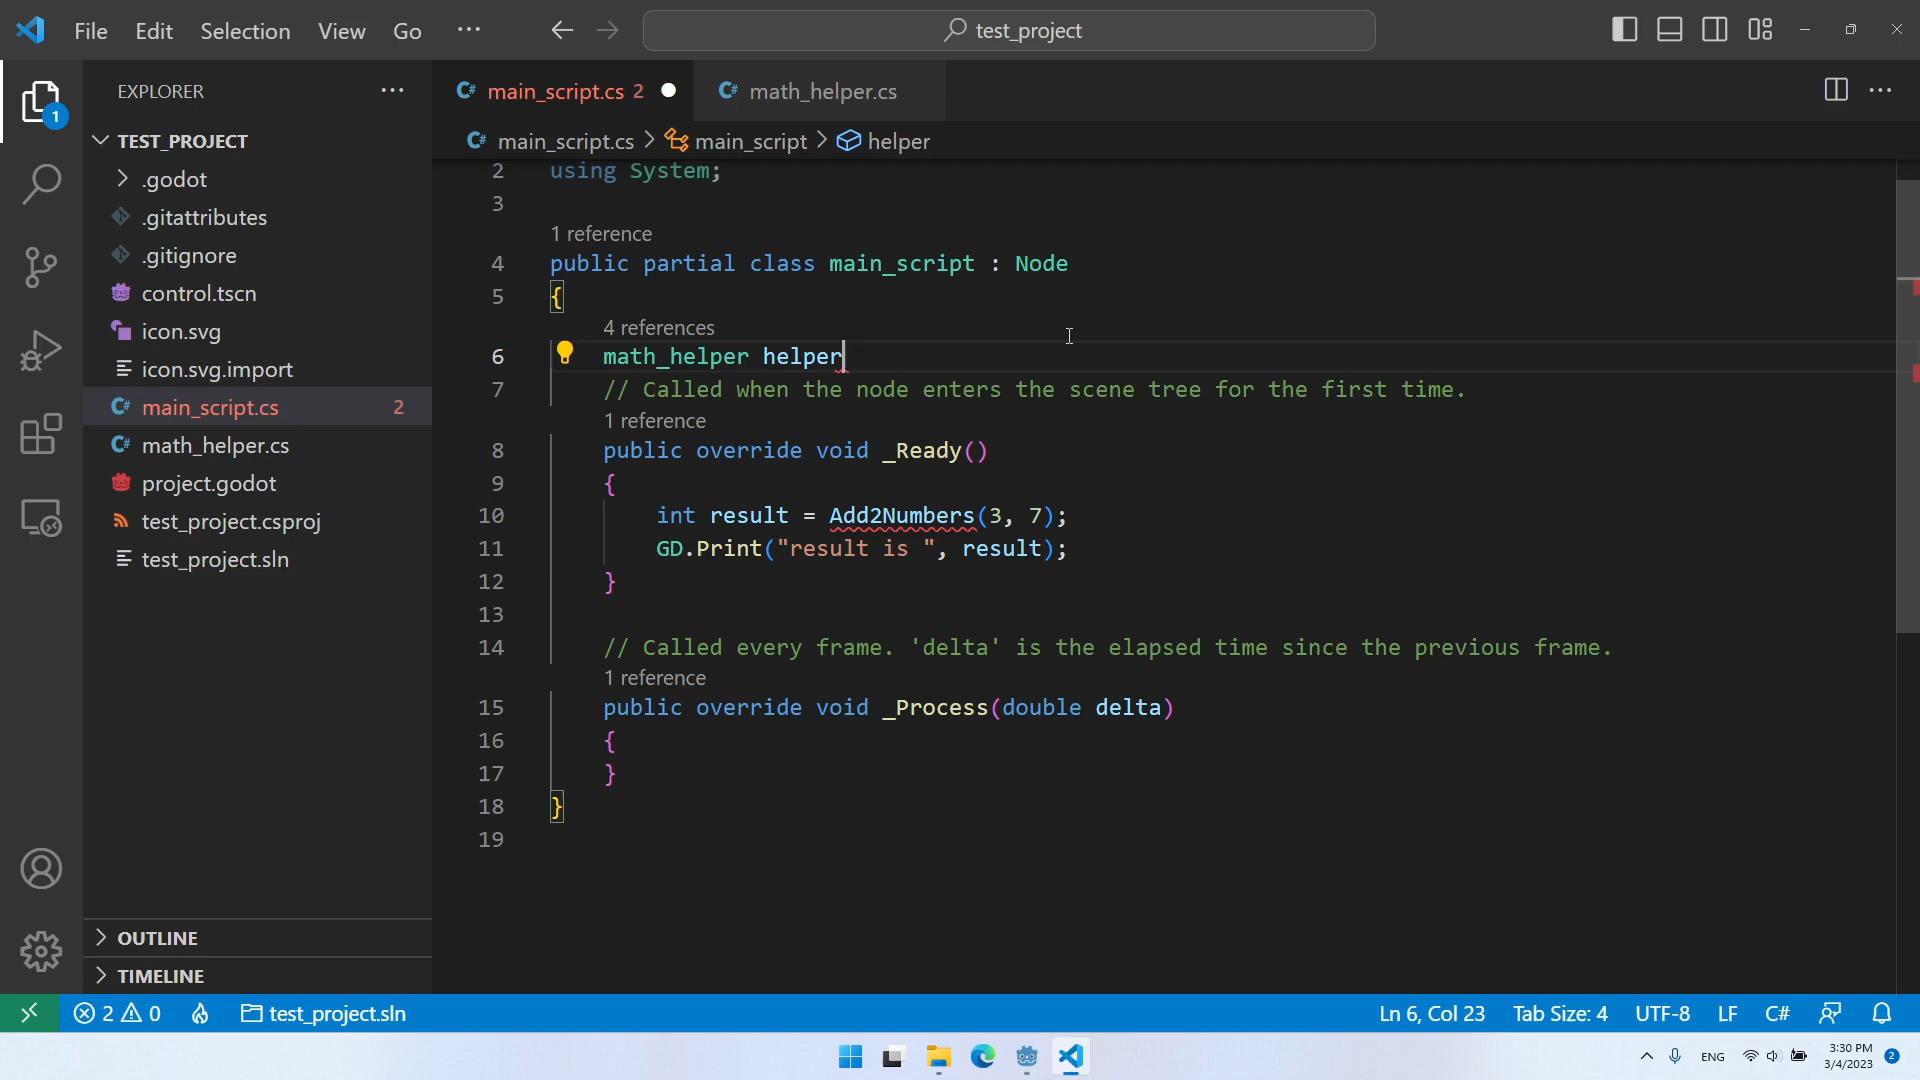 File Edit Selection View Go ··· test_project
EXPLORER
1
TEST_PROJECT
.godot
.gitattributes
.gitignore
control.tscn
icon.svg
icon.svg.import
main_script.cs 2
math_helper.cs
project.godot
test_project.csproj
test_project.sln
OUTLINE
TIMELINE
C# main_script.cs 2
C# math_helper.cs
C# main_script.cs > main_script > helper
2 using System;
3
1 reference
4 public partial class main_script : Node
5 {
4 references
6 math_helper helper
7 // Called when the node enters the scene tree for the first time.
1 reference
8 public override void _Ready()
9 {
10 int result = Add2Numbers(3, 7);
11 GD.Print("result is ", result);
12 }
13
14 // Called every frame. 'delta' is the elapsed time since the previous frame.
1 reference
15 public override void _Process(double delta)
16 {
17 }
18 }
19
2 0 test_project.sln Ln 6, Col 23 Tab Size: 4 UTF-8 LF C#
ENG 3:30 PM 2
3/4/2023